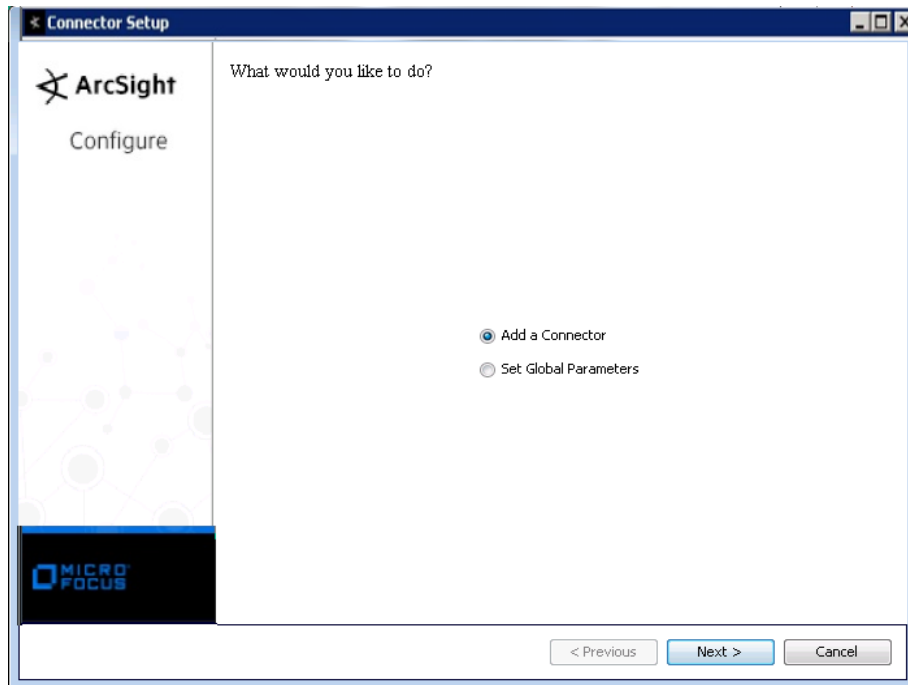 Connector Setup
ArcSight
Configure
What would you like to do?
Add a Connector
Set Global Parameters
MICRO
FOCUS
< Previous
Next >
Cancel